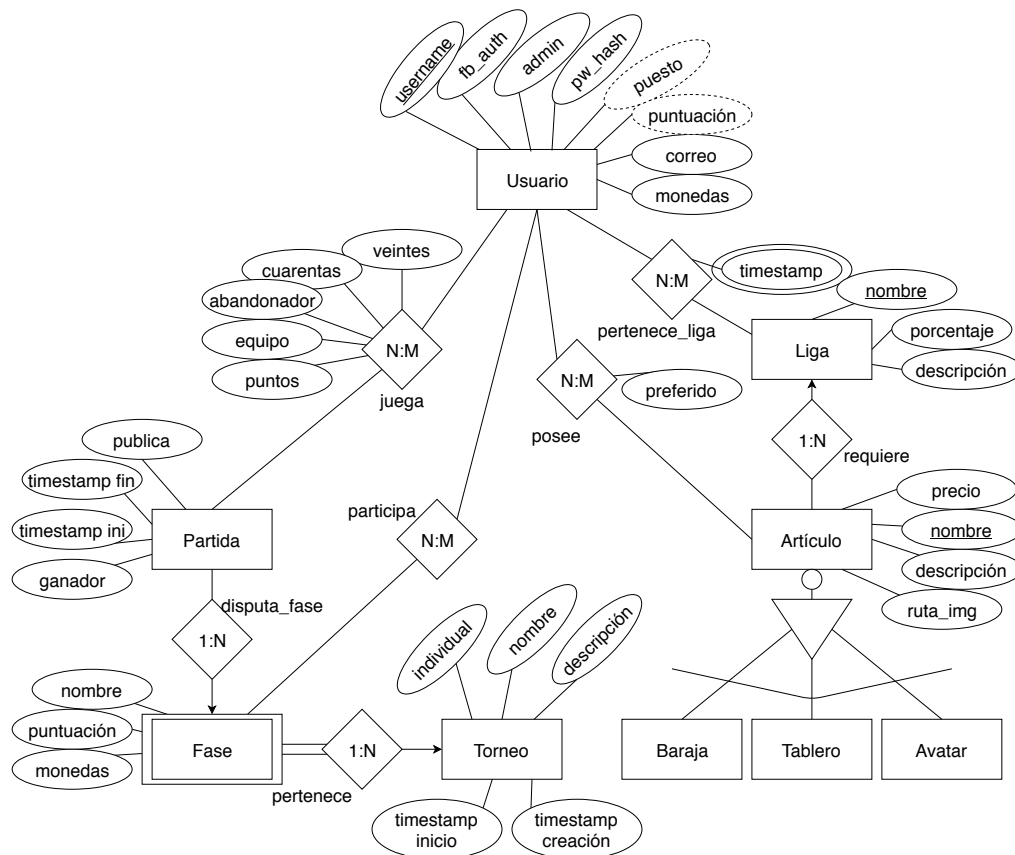 username
fb_auth
admin
pw_hash
puesto
puntuación
correo
monedas
Usuario
veintes
cuarentas
abandonador
equipo
puntos
N:M
juega
N:M
timestamp
pertenece_liga
nombre
porcentaje
descripción
Liga
N:M
preferido
posee
1:N
requiere
publica
timestamp fin
timestamp ini
ganador
Partida
participa
N:M
precio
nombre
descripción
ruta_img
Artículo
disputa_fase
1:N
individual
nombre
descripción
nombre
puntuación
monedas
Fase
1:N
pertenece
Torneo
timestamp
inicio
timestamp
creación
Baraja
Tablero
Avatar